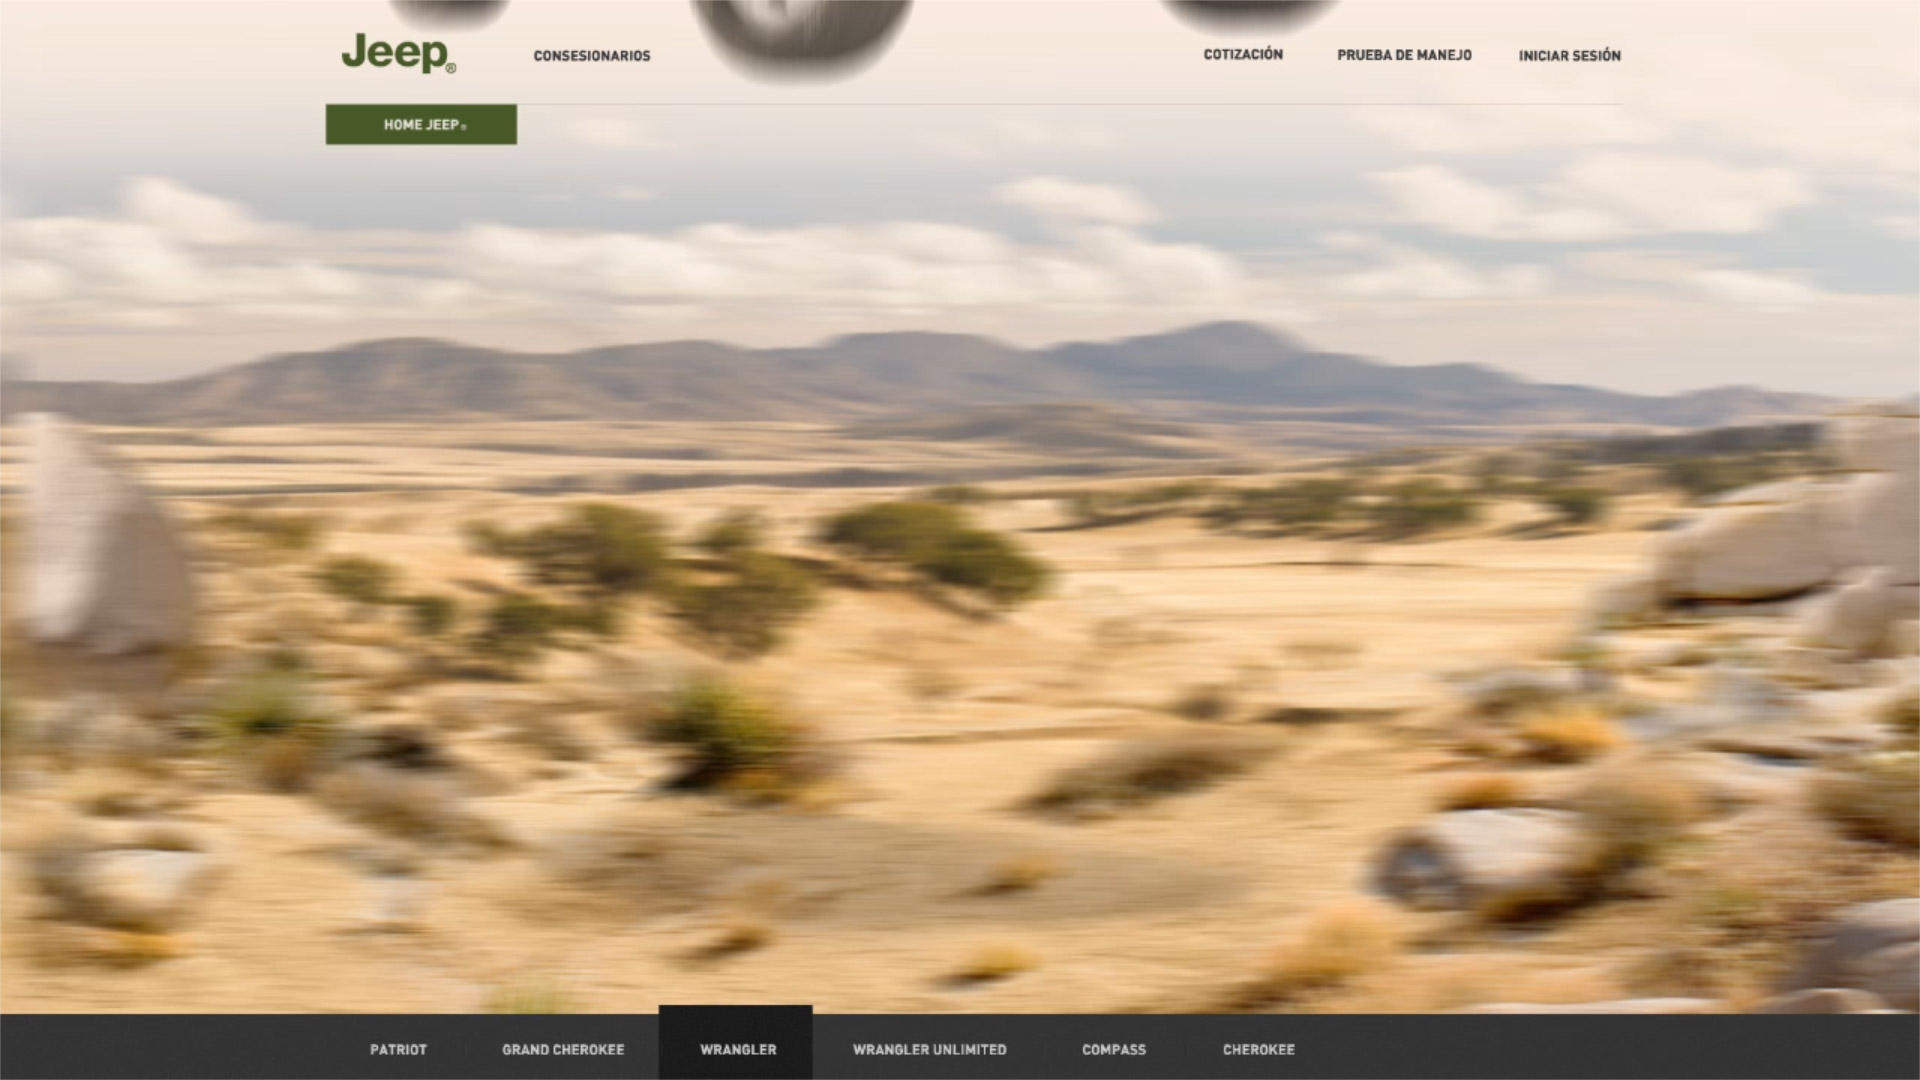 Jeep®
CONSESIONARIOS
COTIZACIÓN
PRUEBA DE MANEJO
INICIAR SESIÓN
HOME JEEP®
PATRIOT
GRAND CHEROKEE
WRANGLER
WRANGLER UNLIMITED
COMPASS
CHEROKEE